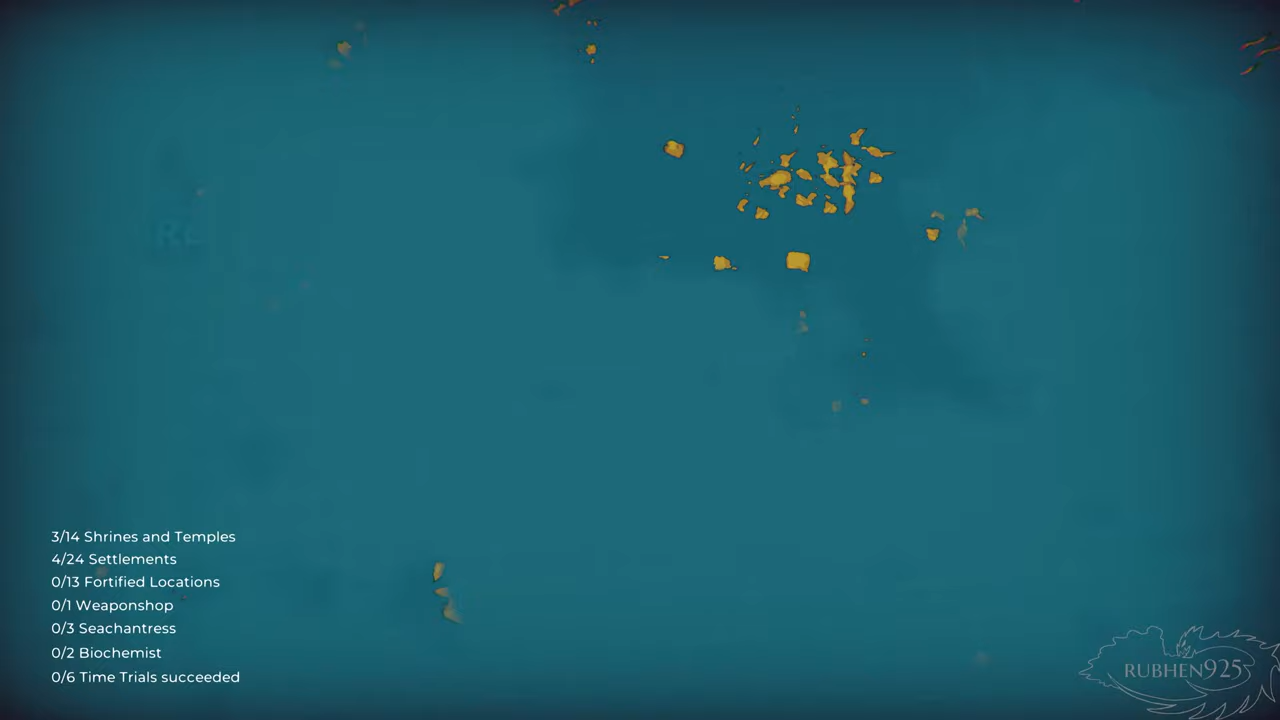 3/14 Shrines and Temples
4/24 Settlements
0/13 Fortified Locations
0/1 Weaponshop
0/3 Seachantress
0/2 Biochemist
0/6 Time Trials succeeded
RUBHEN925